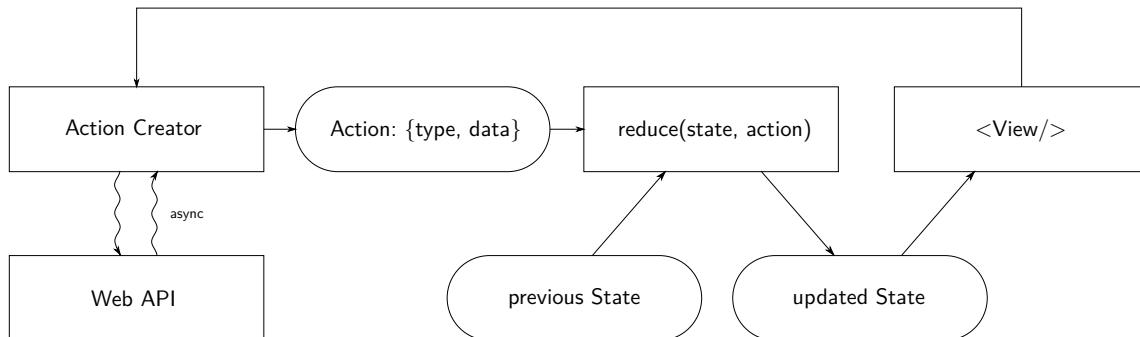 Action Creator
Action: {type, data}
reduce(state, action)
<View/>
async
Web API
previous State
updated State